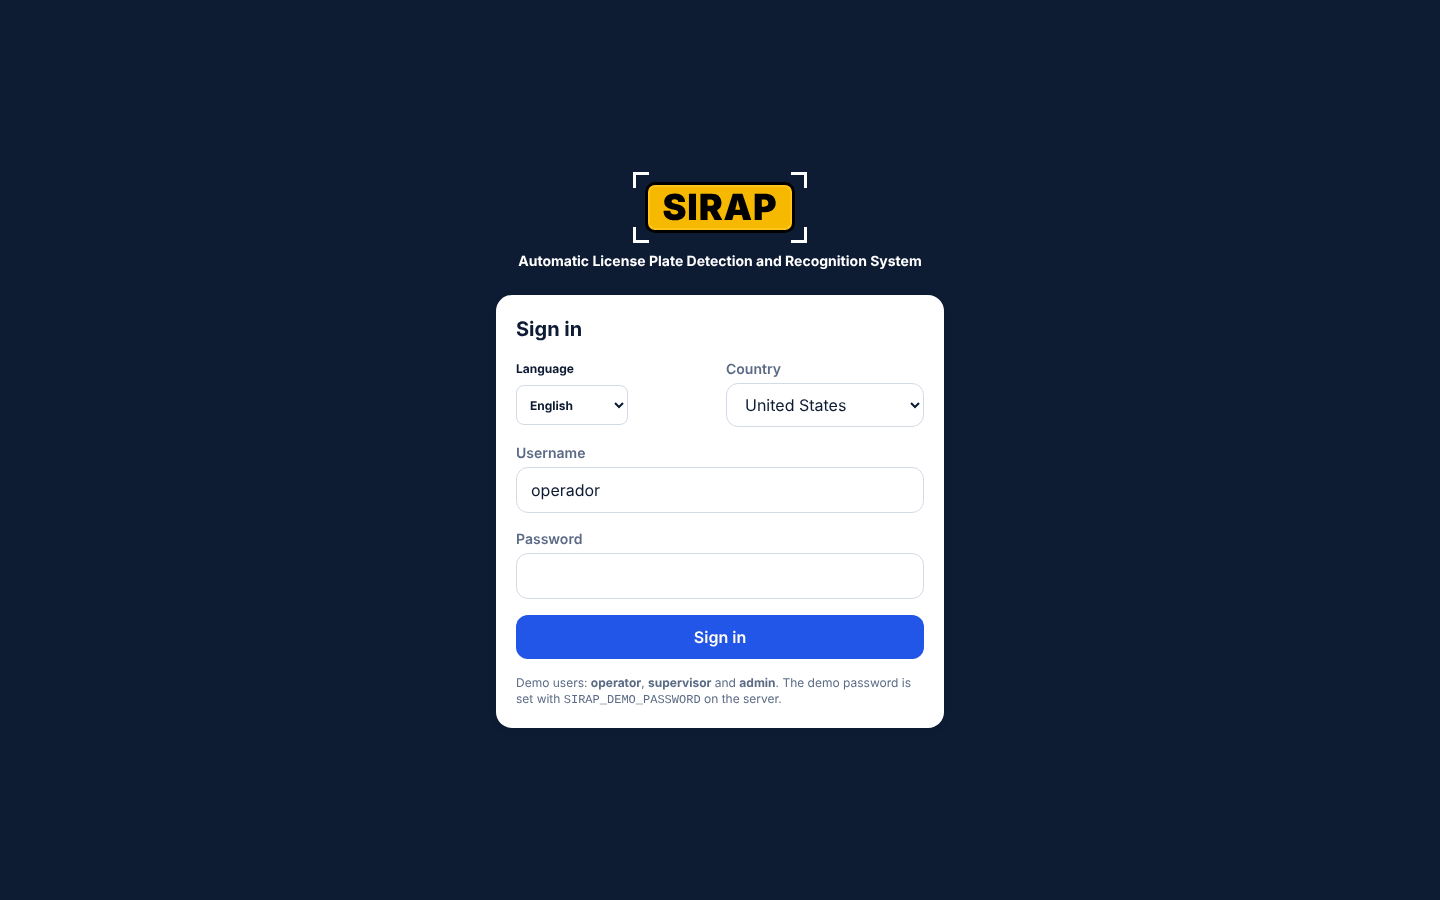 SIRAP
Automatic License Plate Detection and Recognition System
Sign in
Language
Country
English
United States
Username
operador
Password
Sign in
Demo users: operator, supervisor and admin. The demo password is
set with SIRAP_DEMO_PASSWORD on the server.